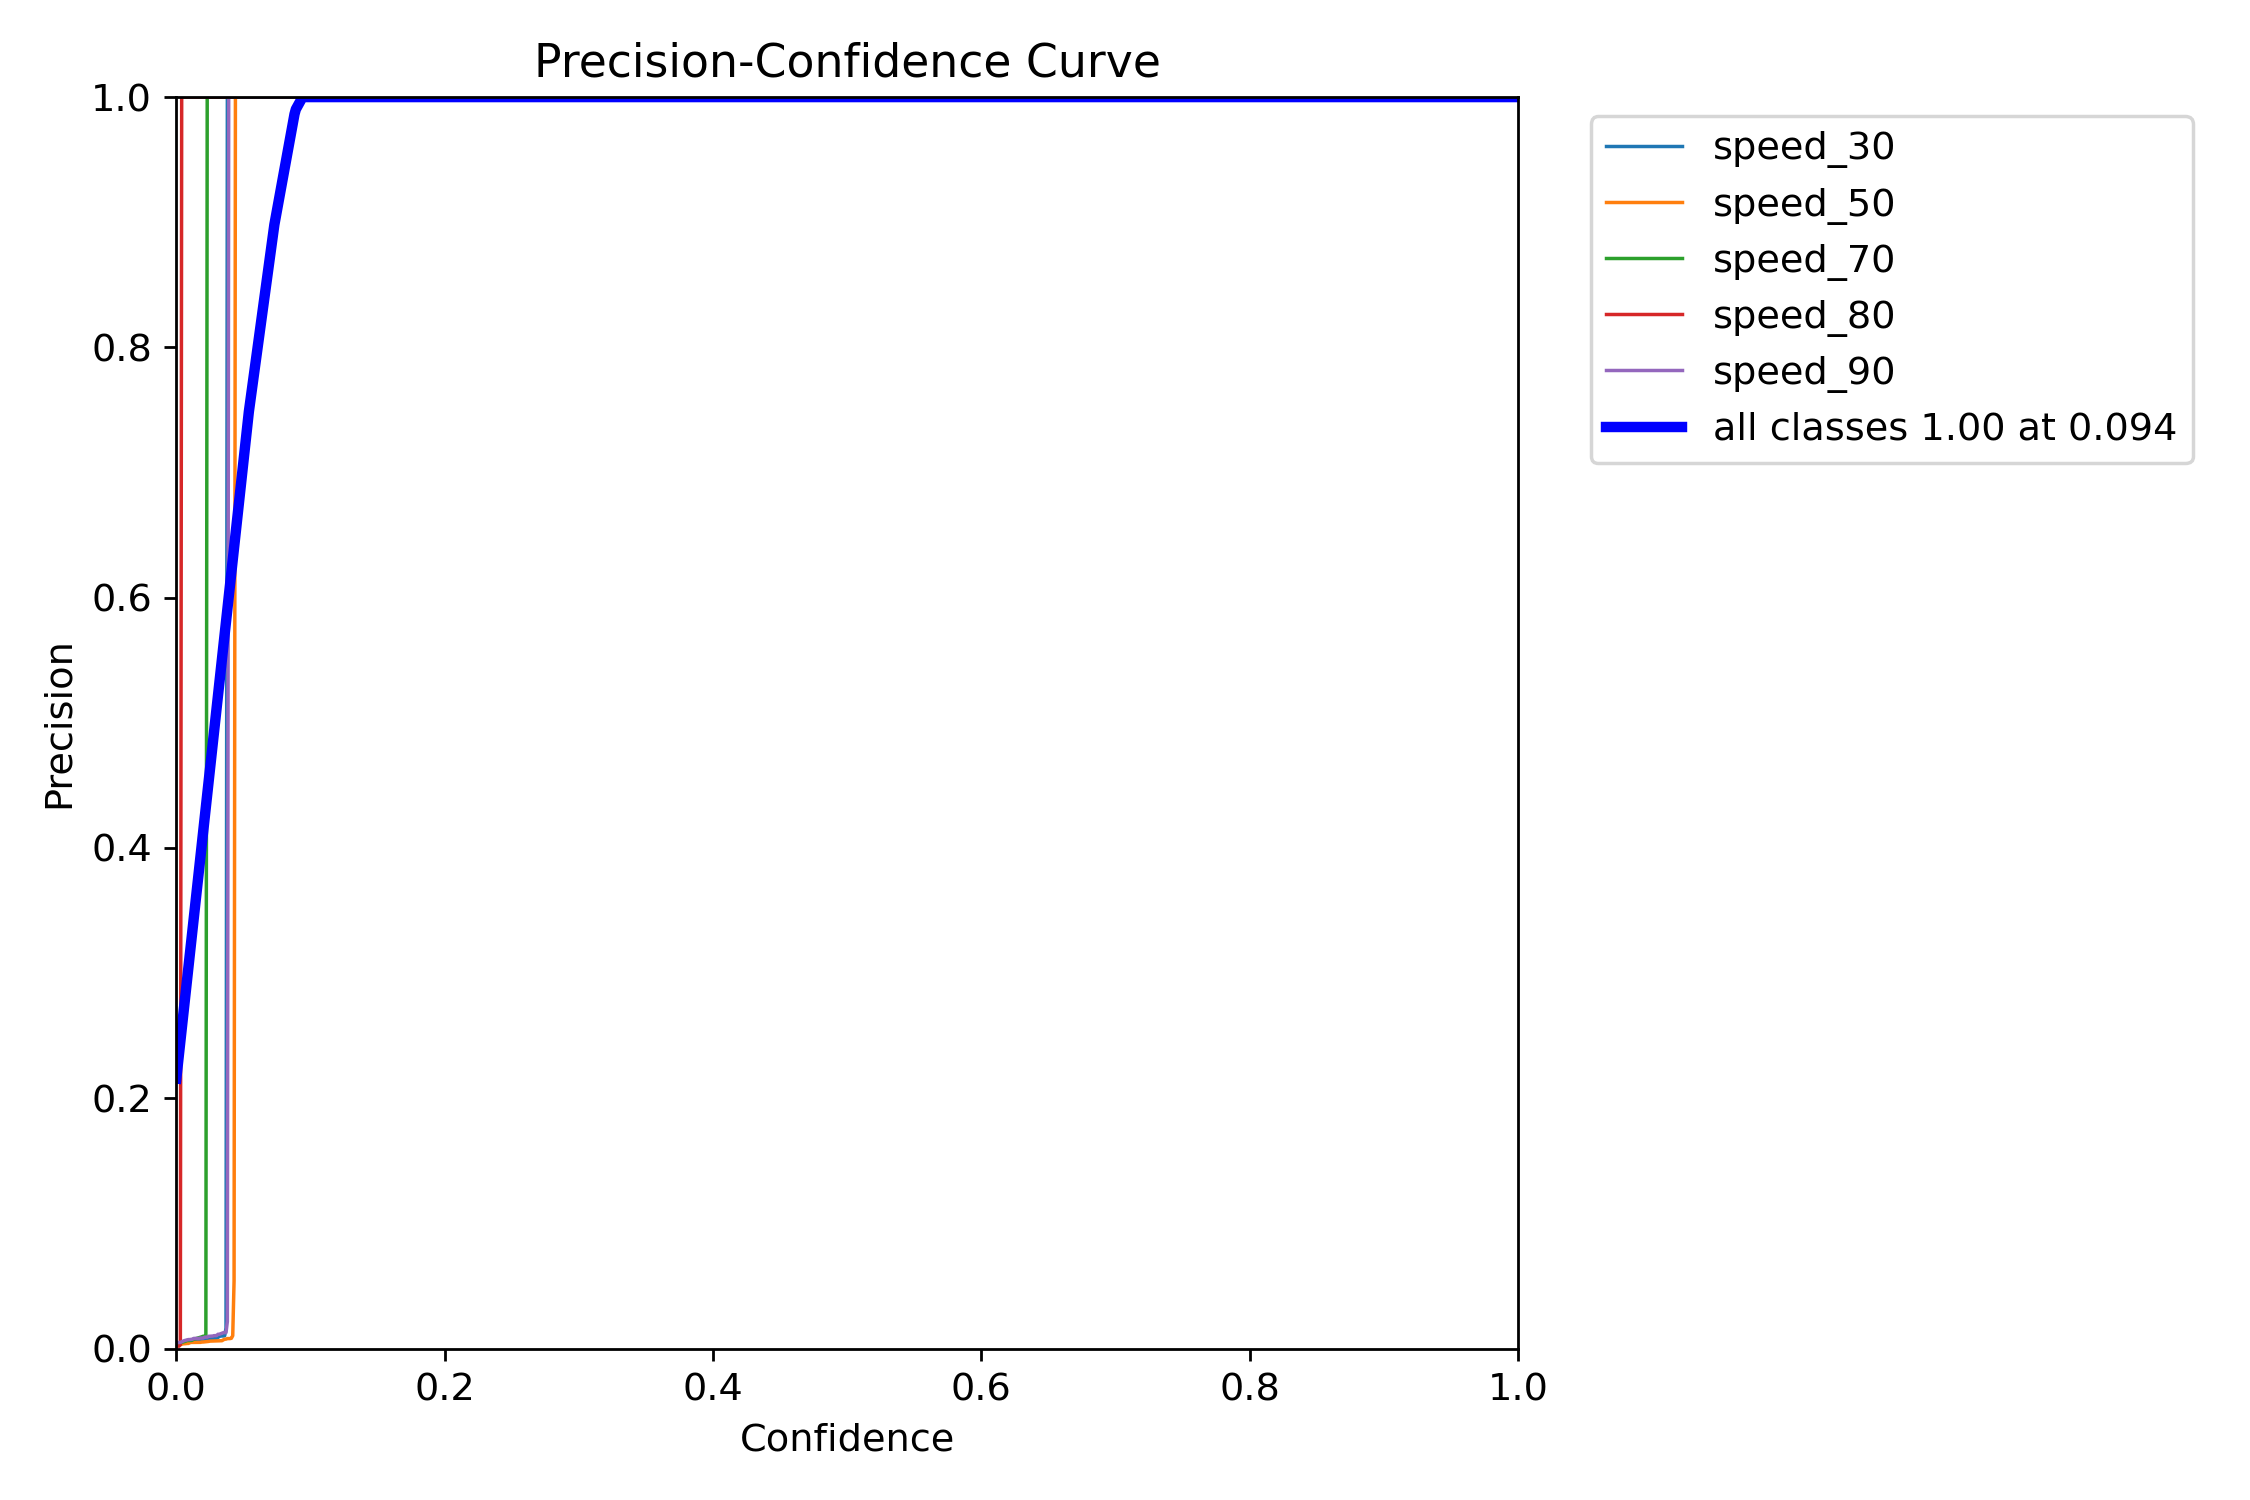 Precision-Confidence Curve
1.0
0.8
0.6
0.4
0.2
0.0
Precision
0.0 0.2 0.4 0.6 0.8 1.0
Confidence
speed_30
speed_50
speed_70
speed_80
speed_90
all classes 1.00 at 0.094